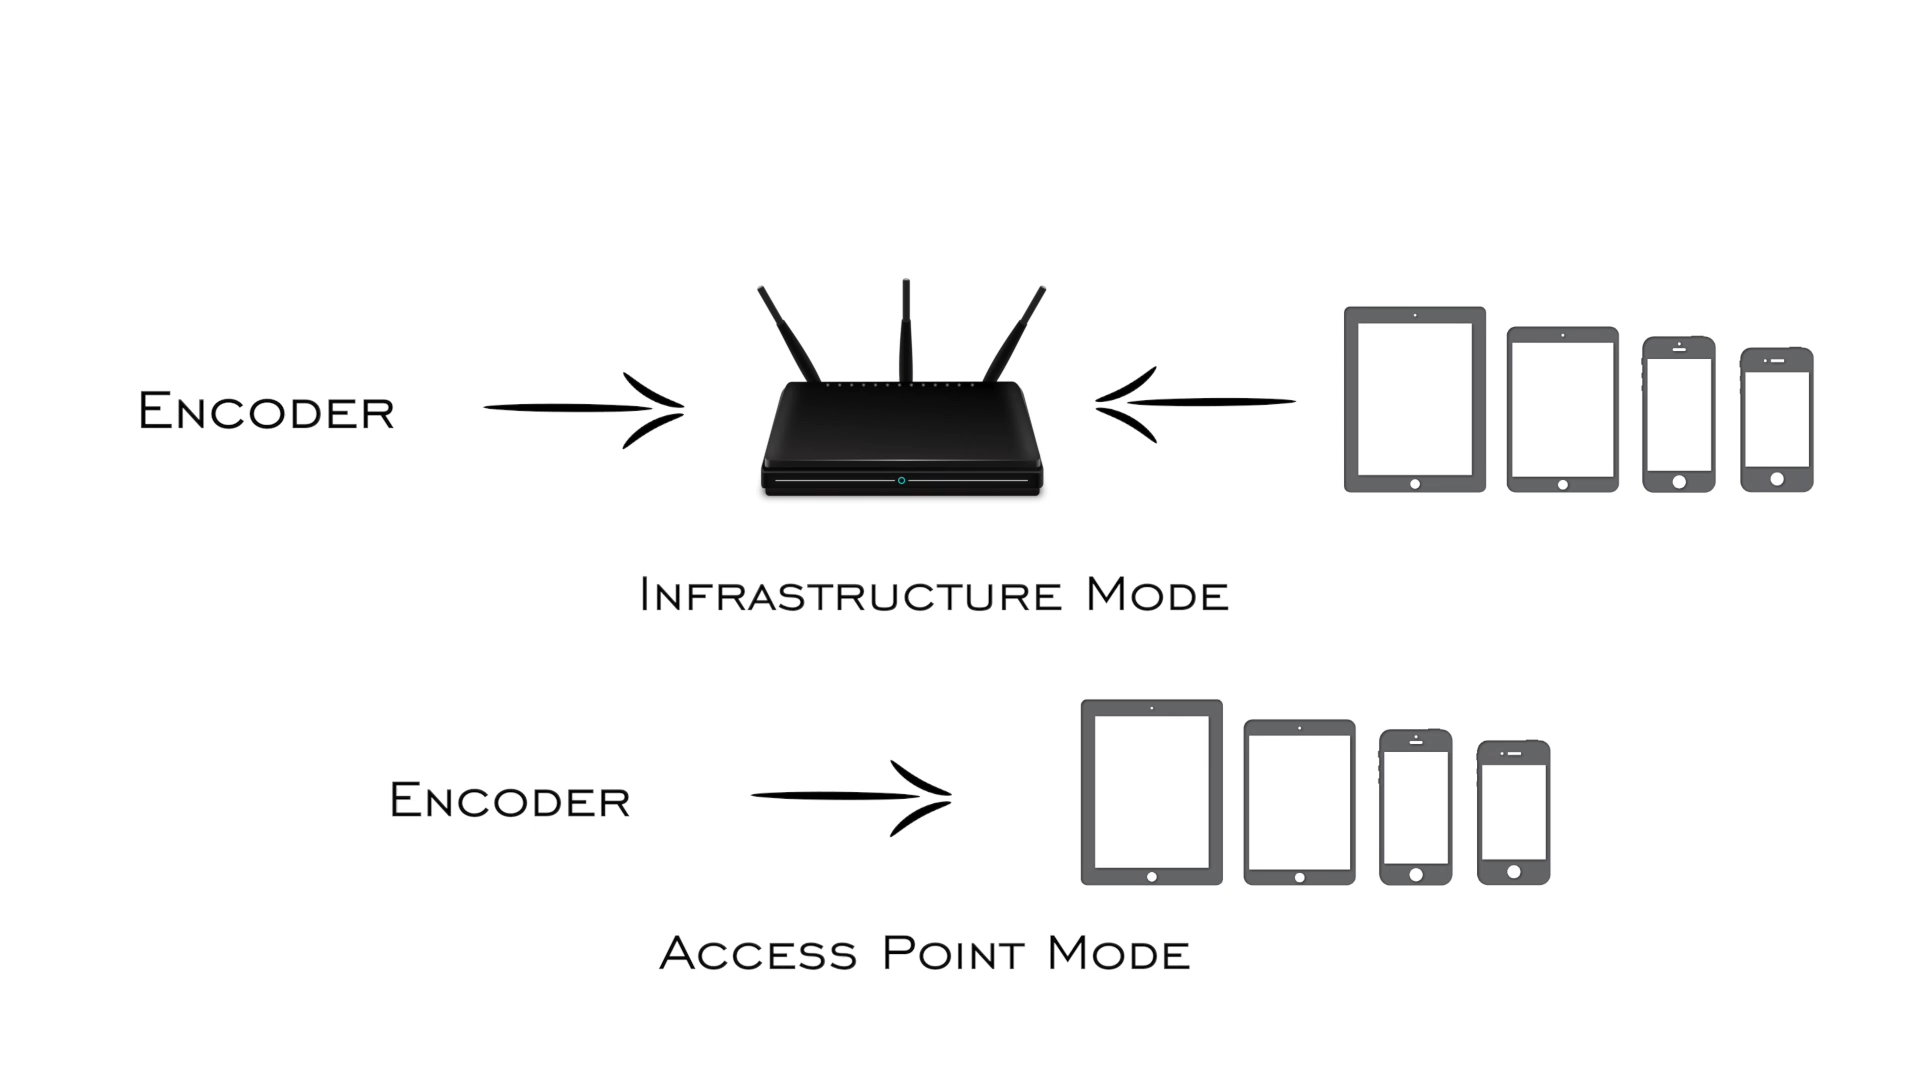 Encoder
Infrastructure Mode
Encoder
Access Point Mode